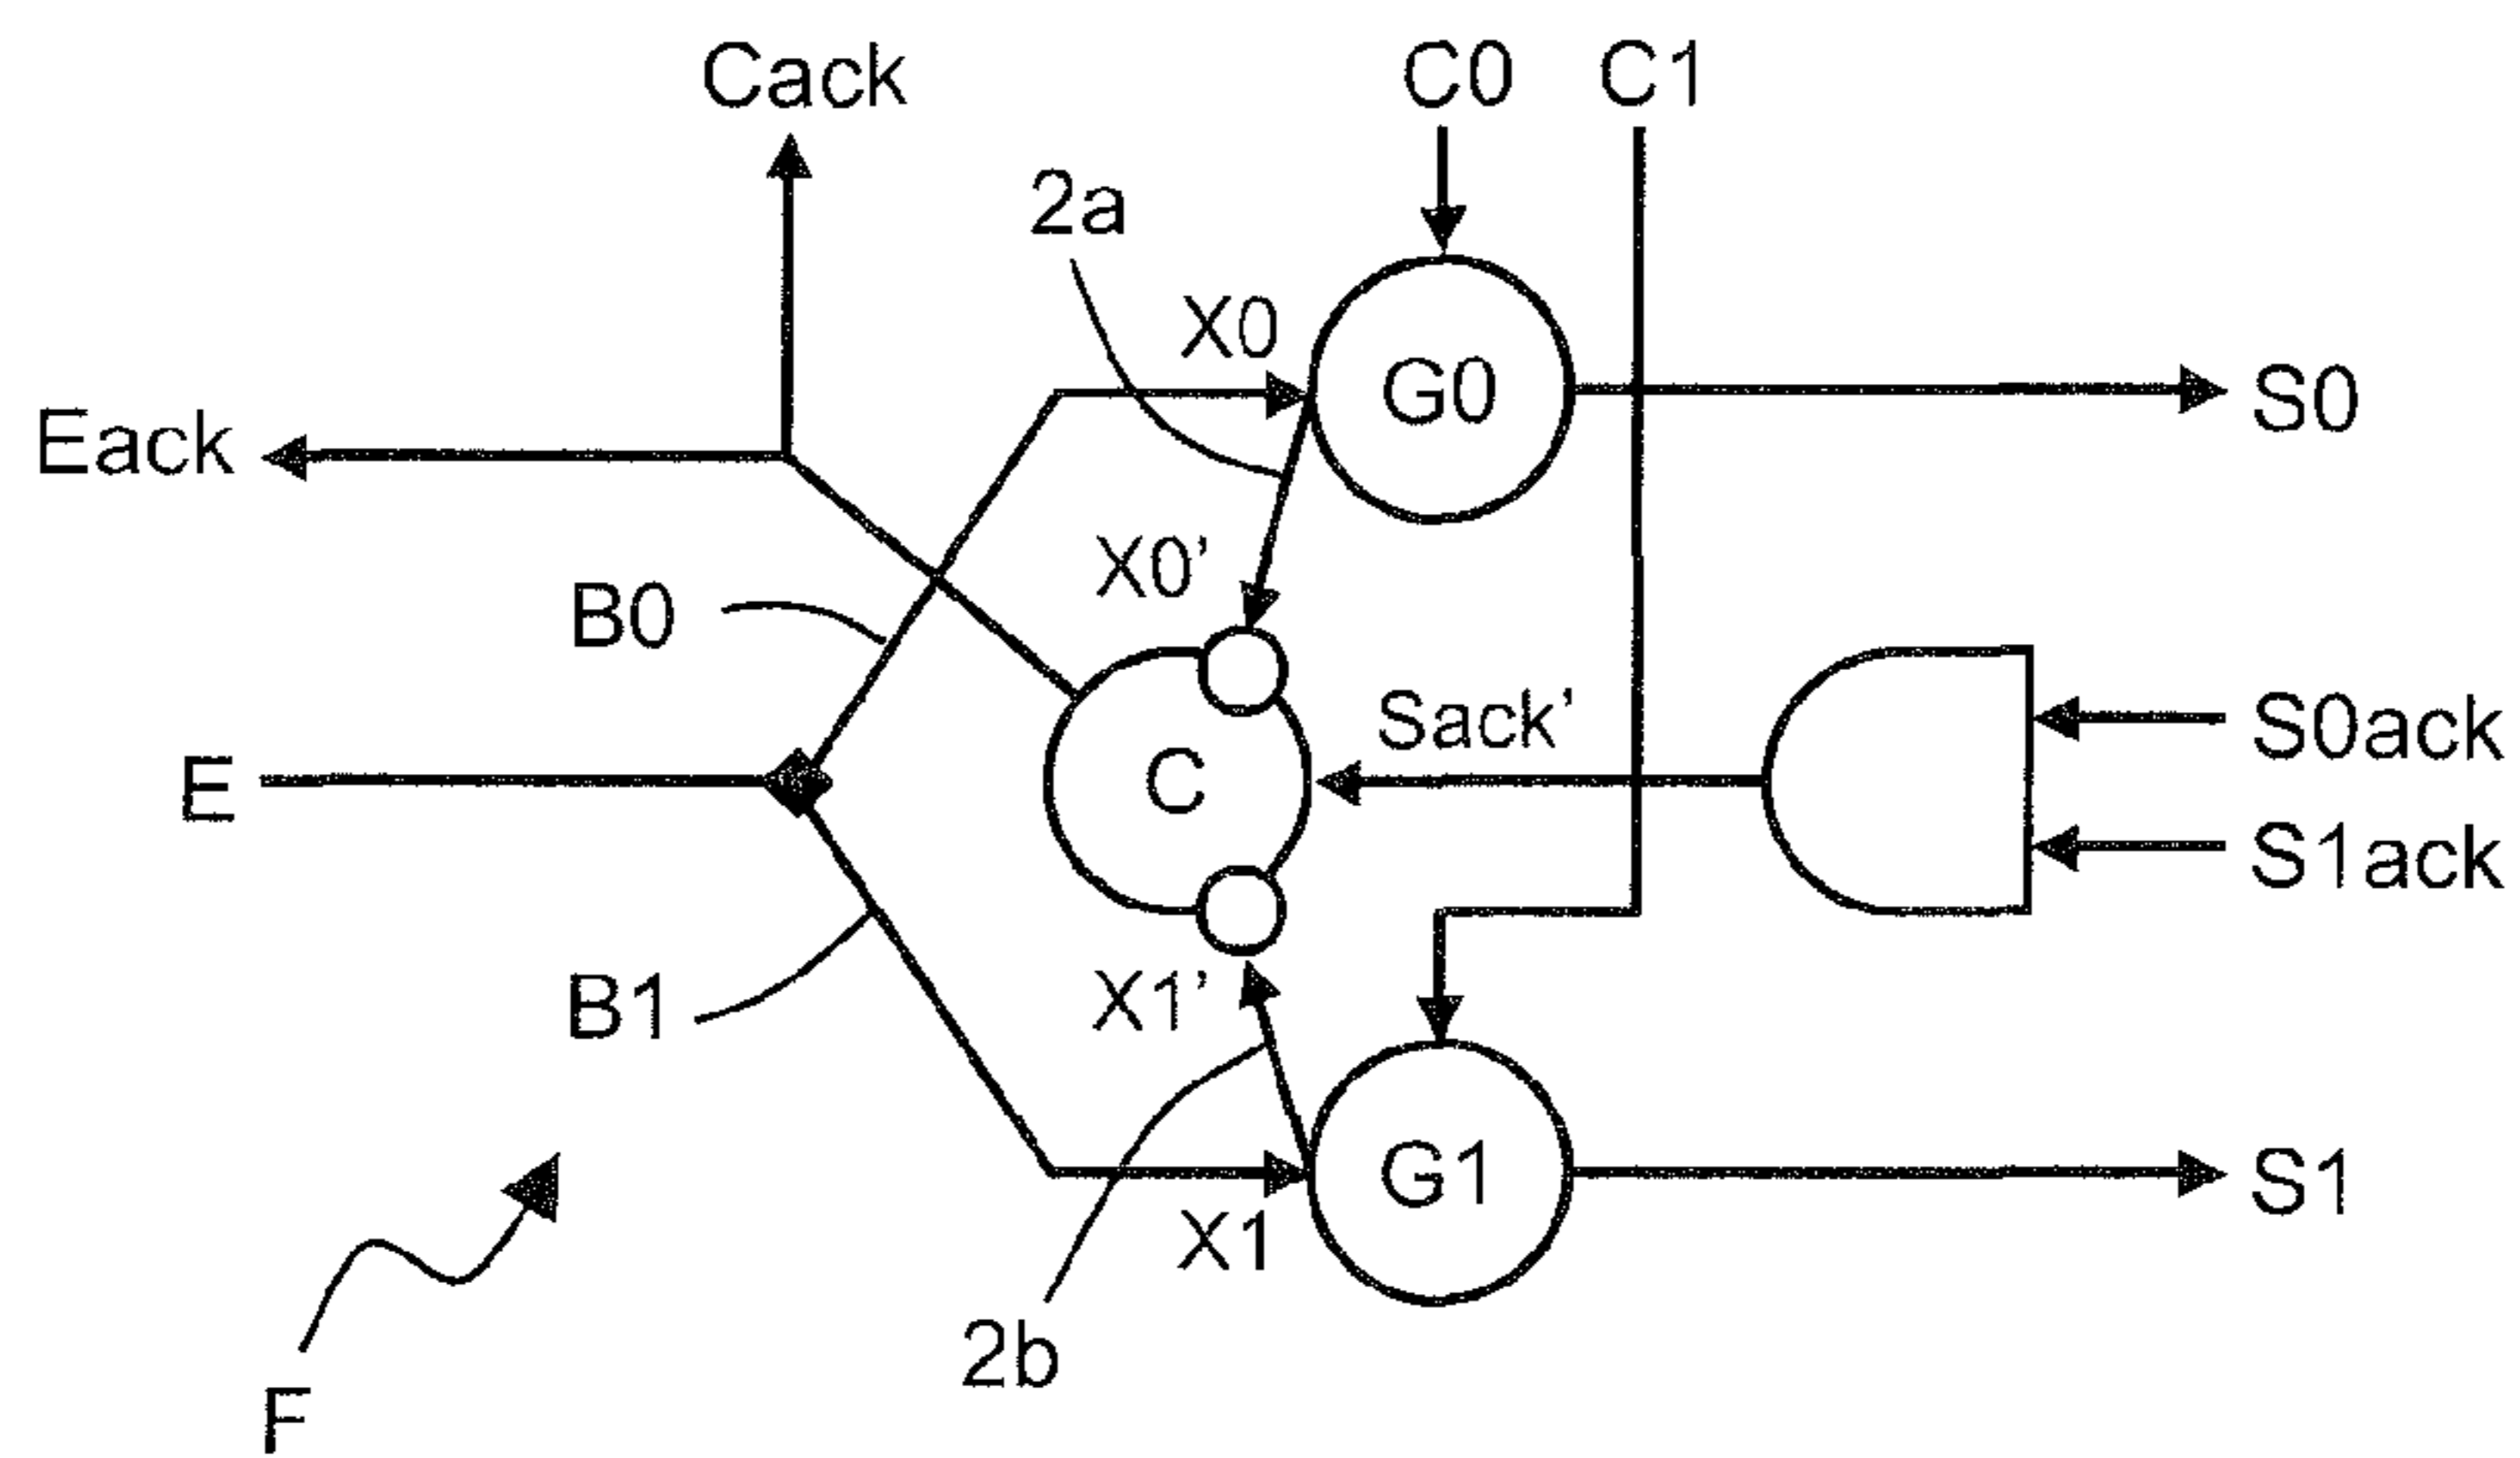 Cack
C0
C1
2a
X0
G0
S0
Eack
X0’
B0
Sack’
S0ack
E
C
S1ack
B1
X1’
G1
S1
X1
2b
F